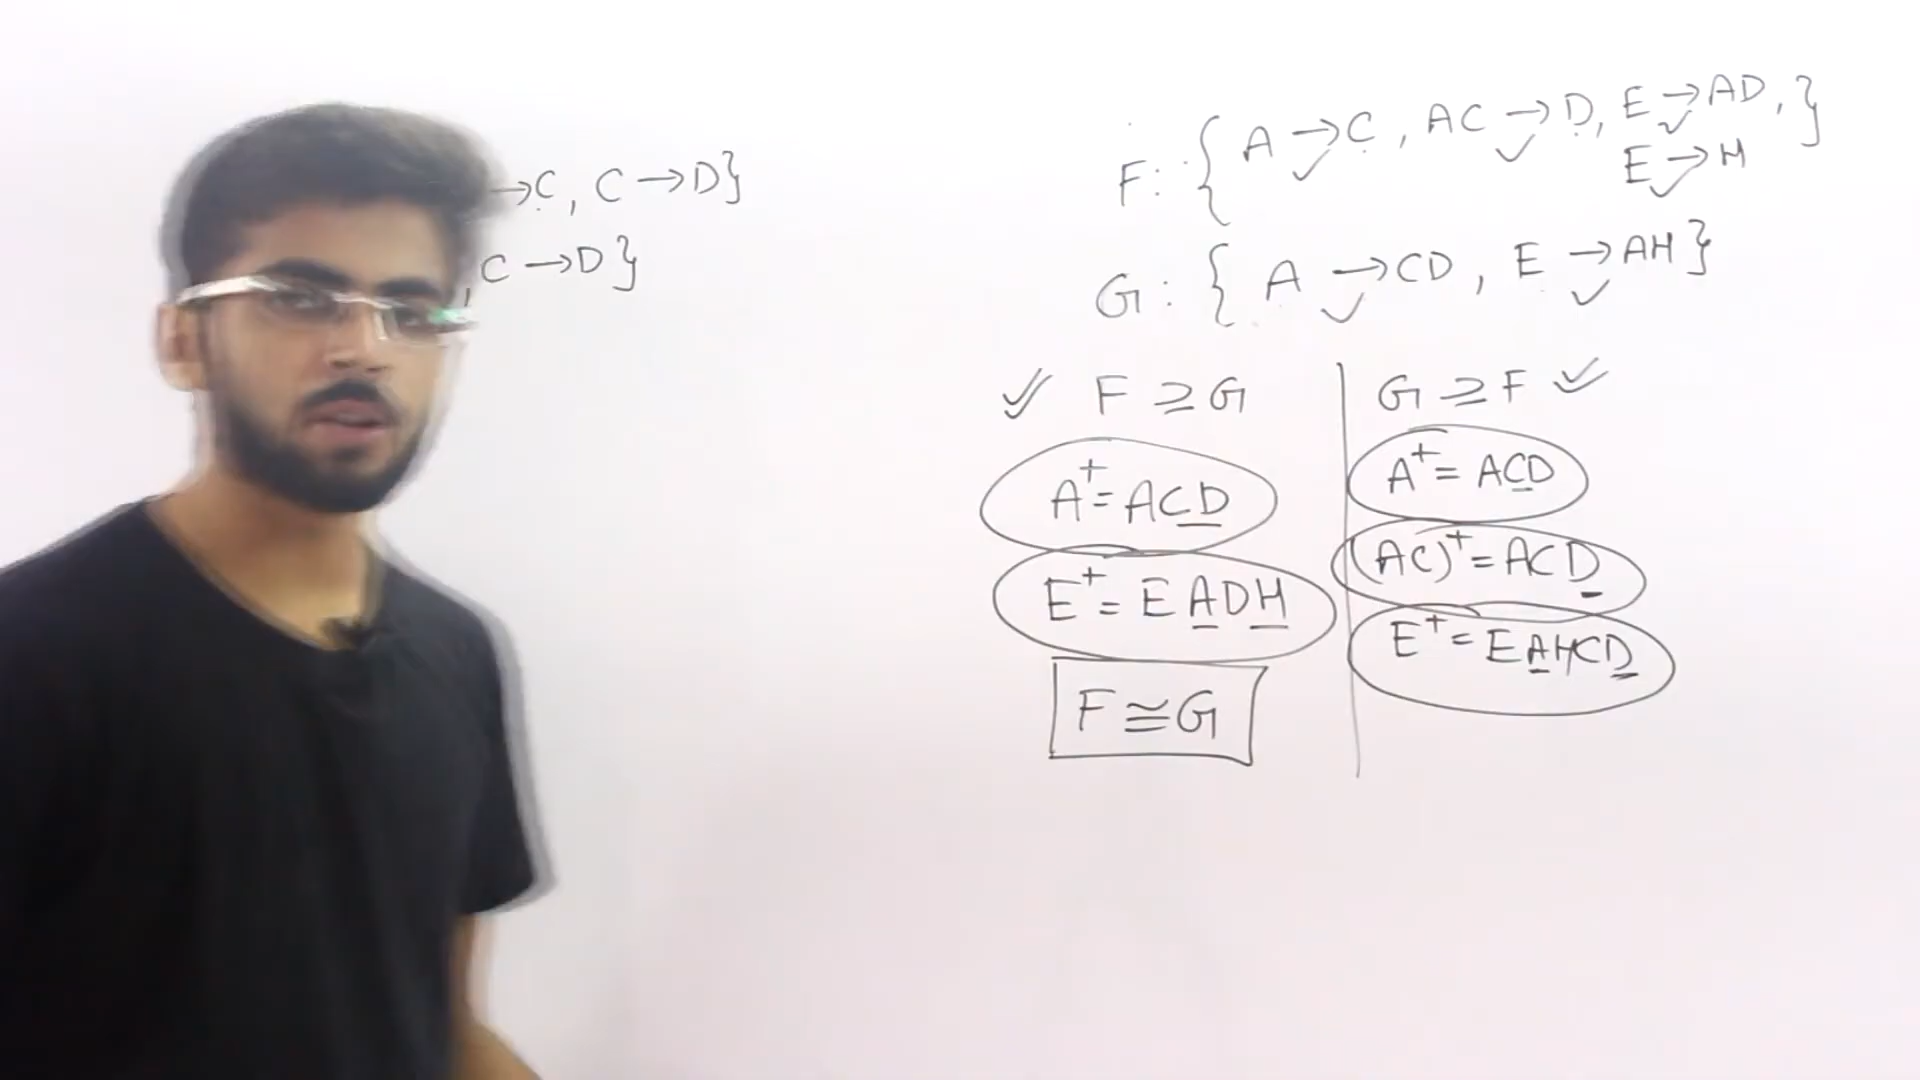 →C, C→D}
, C→D}
F: { A→C, AC→D, E→AD, }
E→H
G: { A→CD, E→AH}
✓ F ⊇ G
A⁺ = ACD
E⁺ = EADH
F ≅ G
G ⊇ F ✓
A⁺ = ACD
(AC)⁺ = ACD
E⁺ = EAHCD